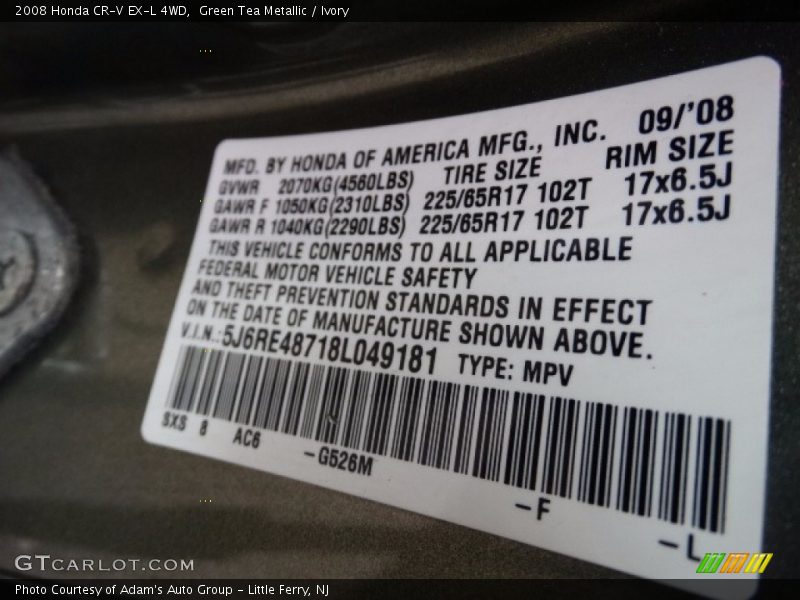 2008 Honda CR-V EX-L 4WD,  Green Tea Metallic / Ivory
MFD. BY HONDA OF AMERICA MFG., INC. 09/'08
GVWR 2070KG(4560LBS) TIRE SIZE RIM SIZE
GAWR F 1050KG(2310LBS) 225/65R17 102T 17x6.5J
GAWR R 1040KG(2290LBS) 225/65R17 102T 17x6.5J
THIS VEHICLE CONFORMS TO ALL APPLICABLE
FEDERAL MOTOR VEHICLE SAFETY
AND THEFT PREVENTION STANDARDS IN EFFECT
ON THE DATE OF MANUFACTURE SHOWN ABOVE.
V.I.N.:5J6RE48718L049181 TYPE: MPV
SXS 8 AC6 -G526M -F -L
GTCARLOT.COM
Photo Courtesy of Adam's Auto Group - Little Ferry, NJ